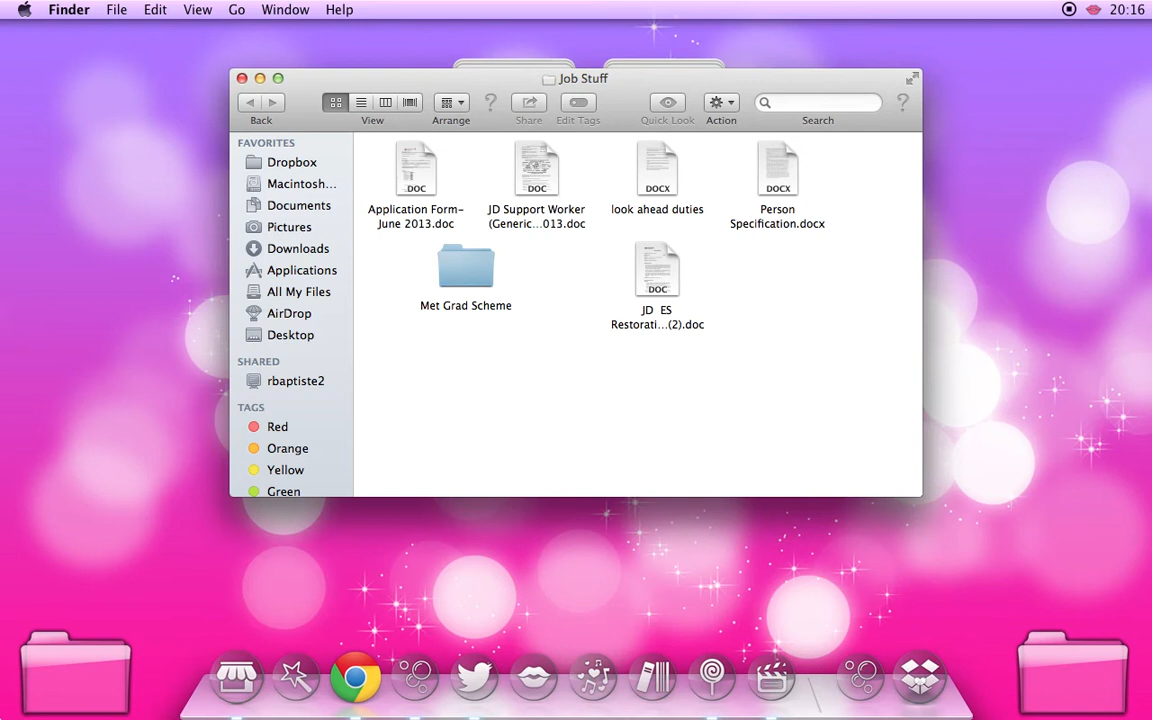 Finder File Edit View Go Window Help 20:16
Job Stuff
Back View Arrange Share Edit Tags Quick Look Action Search
FAVORITES
Dropbox
Macintosh...
Documents
Pictures
Downloads
Applications
All My Files
AirDrop
Desktop
SHARED
rbaptiste2
TAGS
Red
Orange
Yellow
Green
DOC DOC DOCX DOCX
Application Form-
June 2013.doc
JD Support Worker
(Generic...013.doc
look ahead duties
Person
Specification.docx
Met Grad Scheme
DOC
JD ES
Restorati...(2).doc